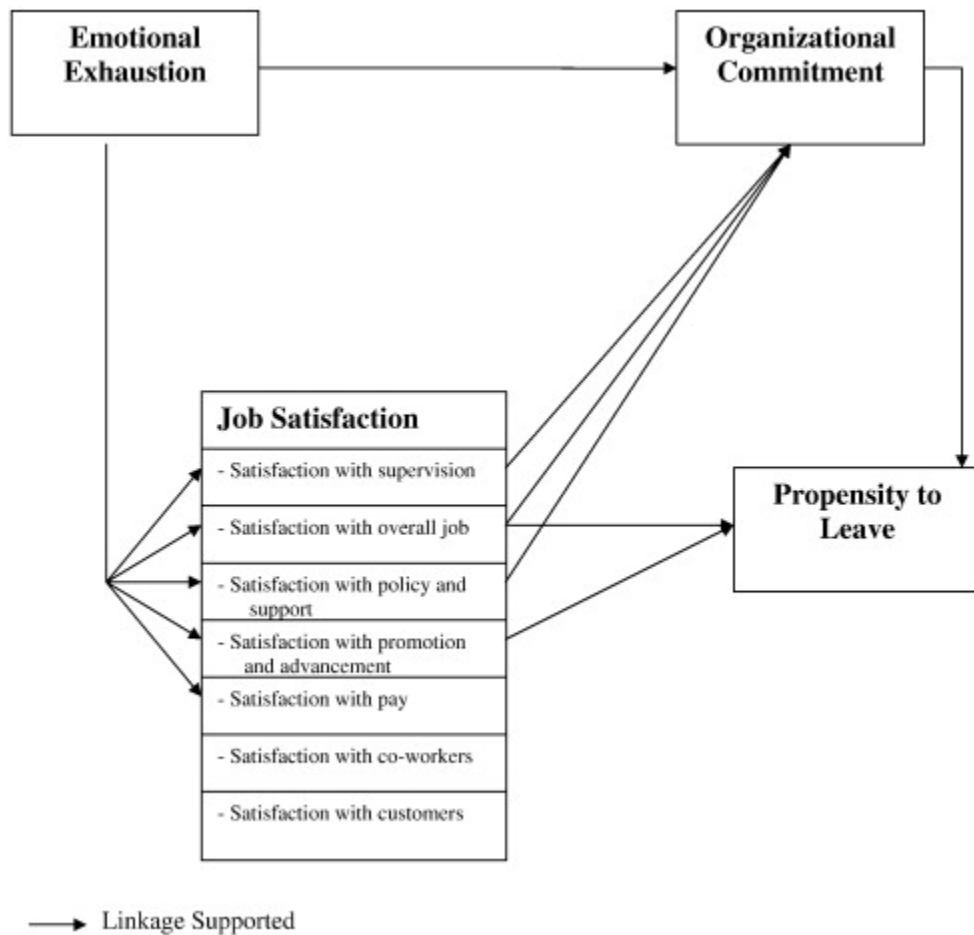 Emotional
Exhaustion
Organizational
Commitment
Job Satisfaction
- Satisfaction with supervision
- Satisfaction with overall job
- Satisfaction with policy and
support
- Satisfaction with promotion
and advancement
- Satisfaction with pay
- Satisfaction with co-workers
- Satisfaction with customers
Propensity to
Leave
Linkage Supported